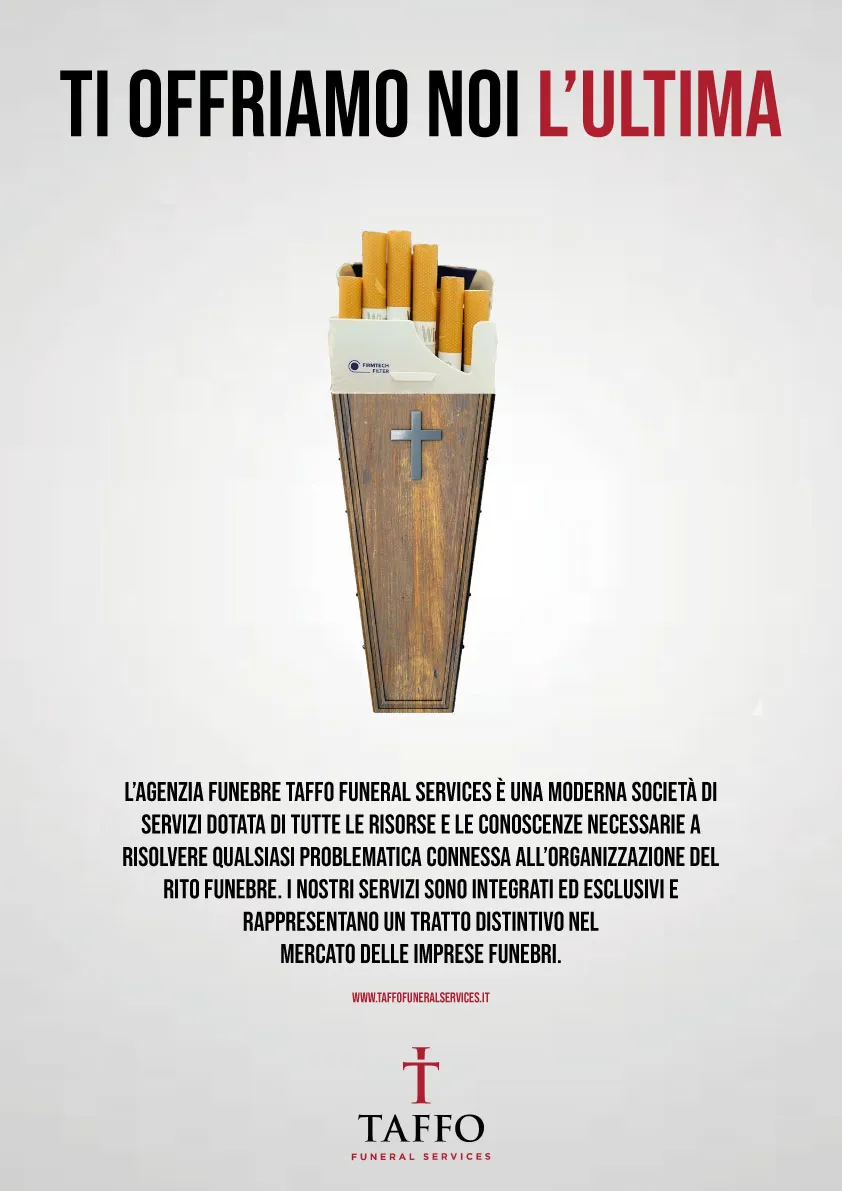 TI OFFRIAMO NOI L'ULTIMA
FIRMTECH
FILTER
L'AGENZIA FUNEBRE TAFFO FUNERAL SERVICES È UNA MODERNA SOCIETÀ DI
SERVIZI DOTATA DI TUTTE LE RISORSE E LE CONOSCENZE NECESSARIE A
RISOLVERE QUALSIASI PROBLEMATICA CONNESSA ALL'ORGANIZZAZIONE DEL
RITO FUNEBRE. I NOSTRI SERVIZI SONO INTEGRATI ED ESCLUSIVI E
RAPPRESENTANO UN TRATTO DISTINTIVO NEL
MERCATO DELLE IMPRESE FUNEBRI.
WWW.TAFFOFUNERALSERVICES.IT
TAFFO
FUNERAL SERVICES